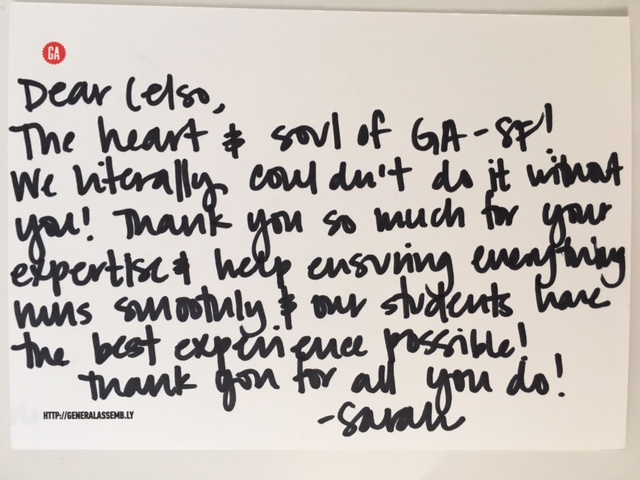 GA
Dear Celso,
The heart & soul of GA-SF!
We literally couldn't do it without
you! Thank you so much for your
expertise & help ensuring everything
runs smoothly & our students have
the best experience possible!
Thank you for all you do!
-Sarah
HTTP://GENERALASSEMB.LY